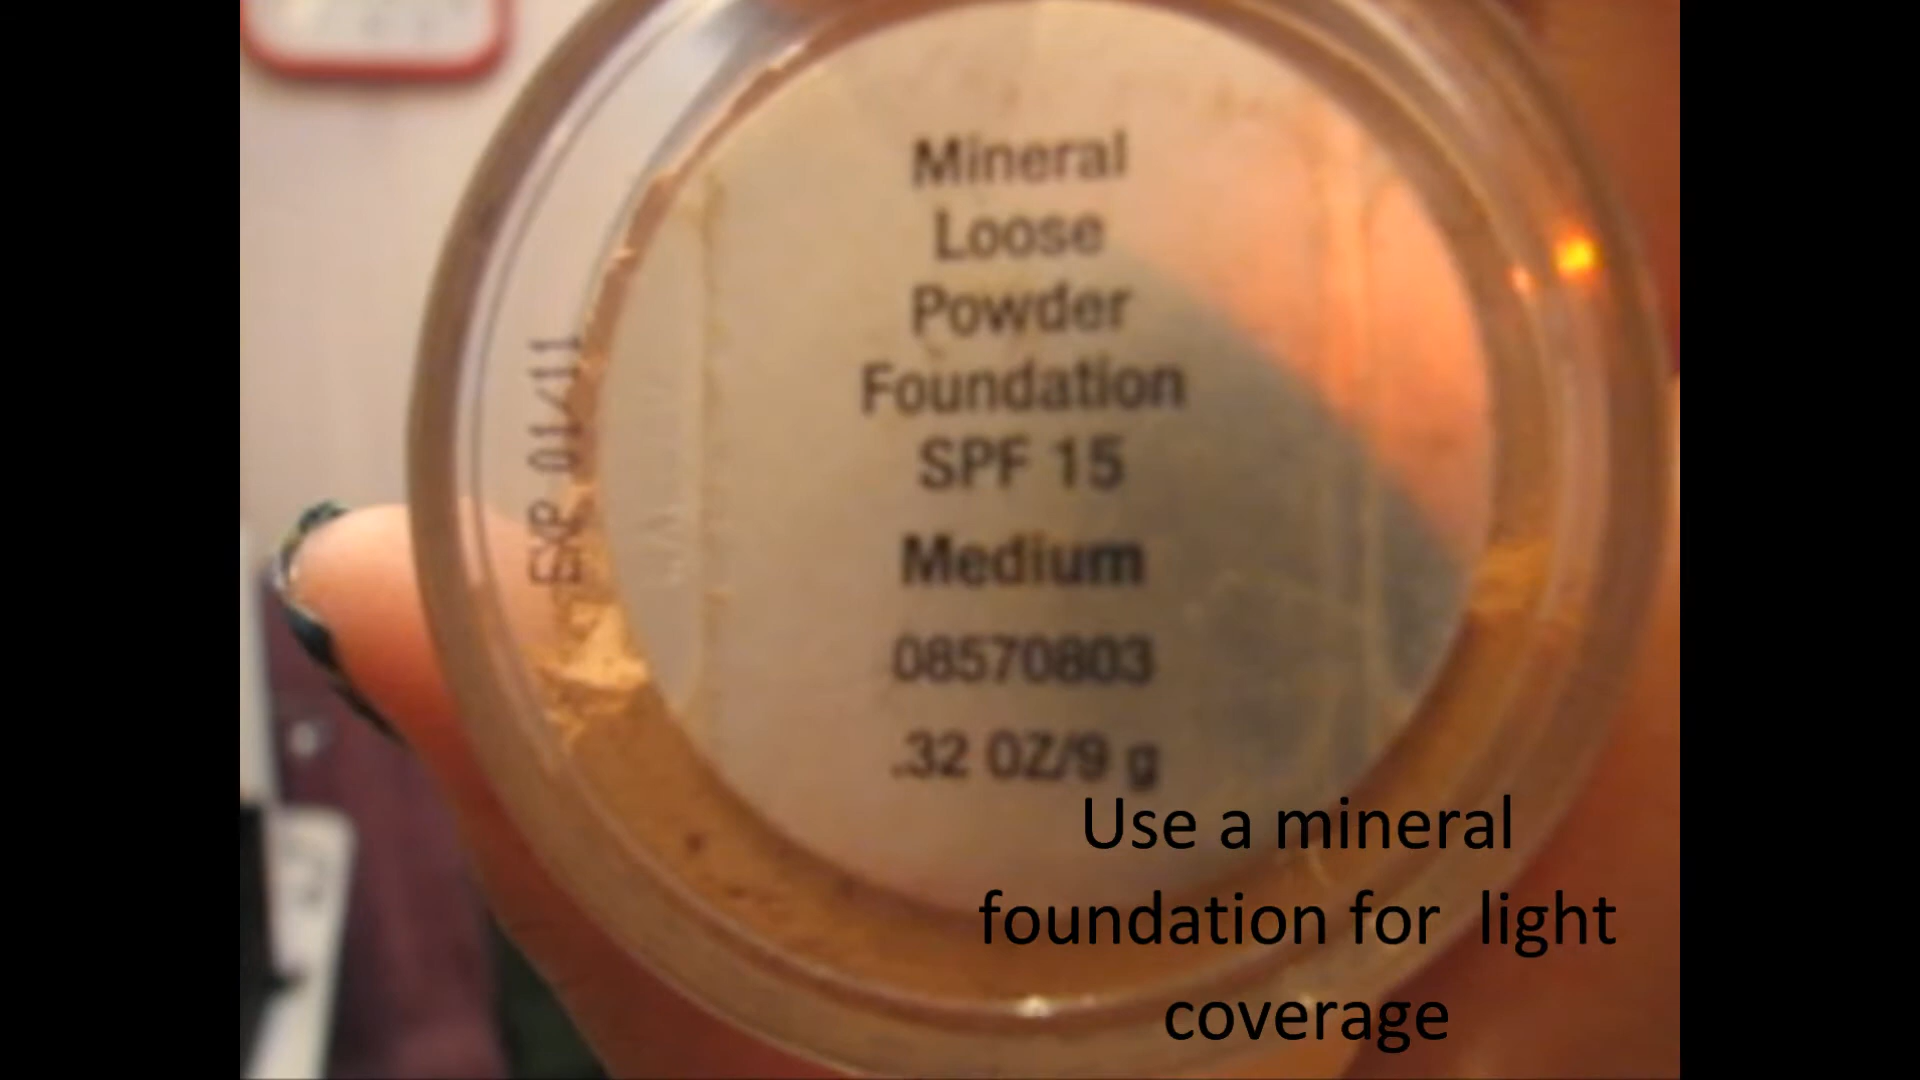 Mineral
Loose
Powder
Foundation
SPF 15
Medium
08570803
.32 OZ/9 g
EXP 01/11
Use a mineral
foundation for light
coverage